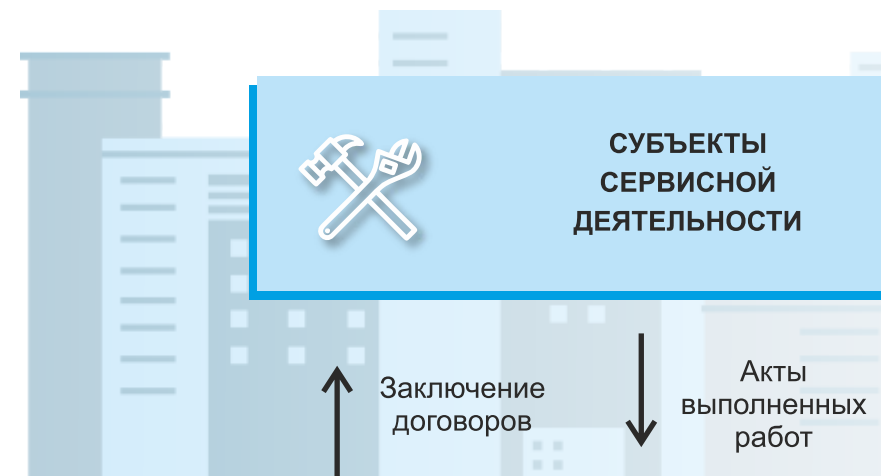 СУБЪЕКТЫ
СЕРВИСНОЙ
ДЕЯТЕЛЬНОСТИ
Заключение
договоров
Акты
выполненных
работ